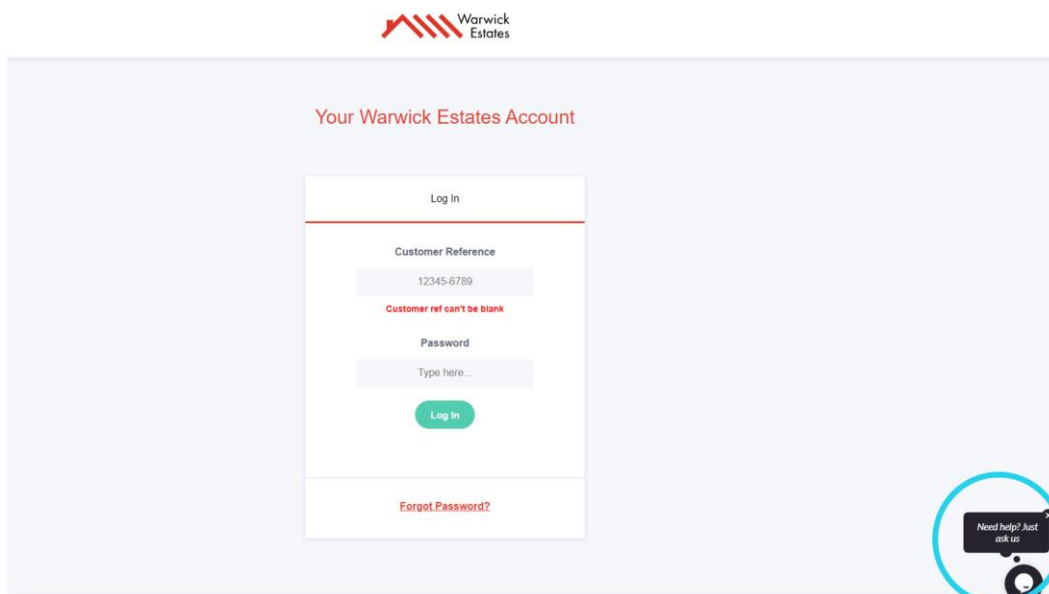 Warwick
Estates
Your Warwick Estates Account
Log In
Customer Reference
12345-6789
Customer ref can't be blank
Password
Type here...
Log In
Forgot Password?
Need help? Just
ask us